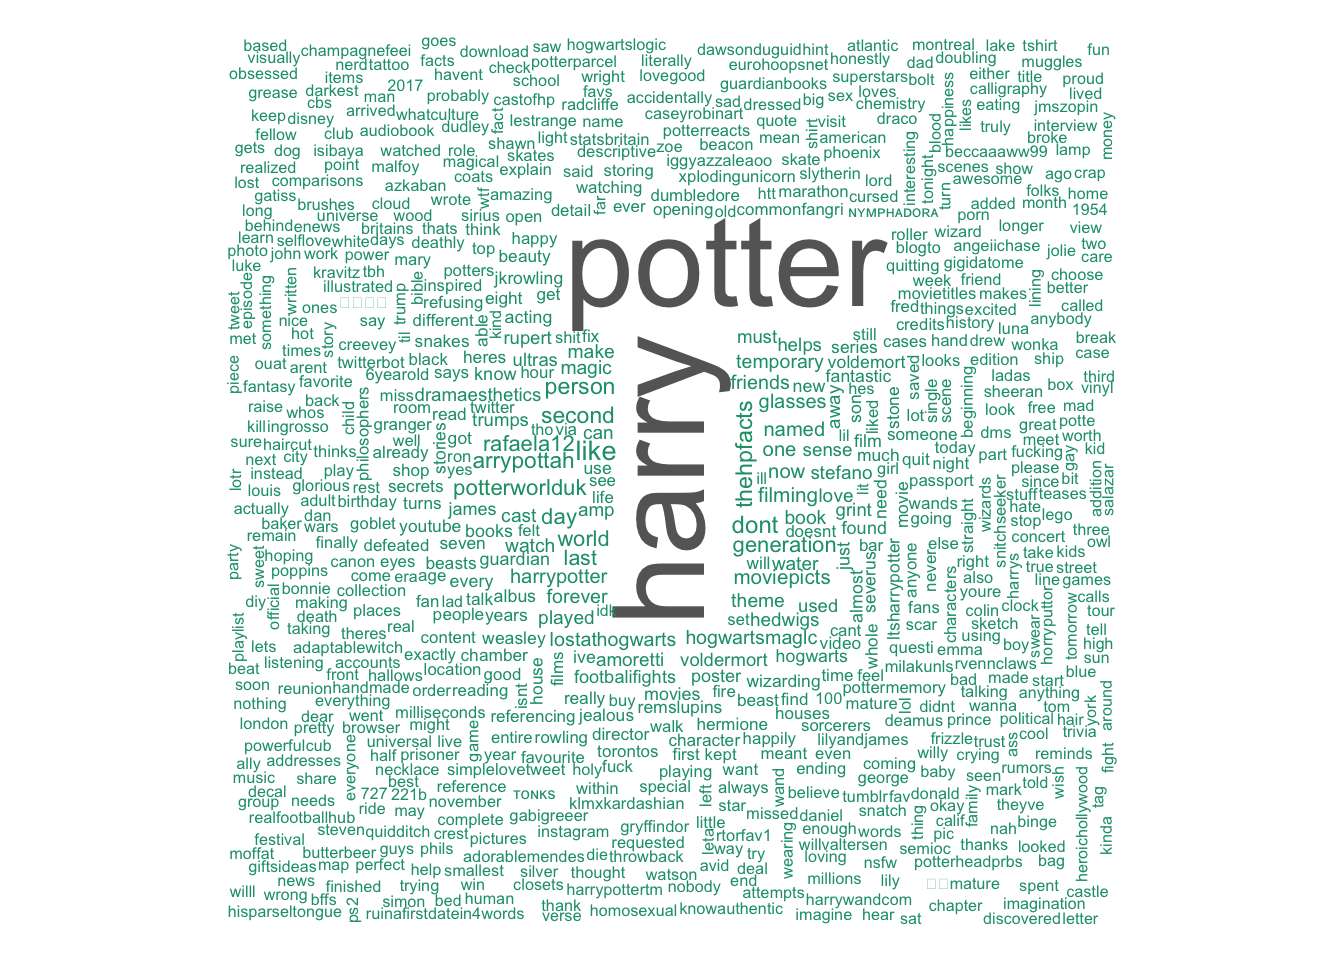 based
goes
visually champagnefeei download saw hogwartslogic dawsonduguidhint atlantic montreal lake tshirt fun
nerdtattoo facts check potterparcel literally eurohoopsnet honestly dad doubling muggles
obsessed items 2017 havent school wright lovegood guardianbooks superstars bolt either title proud
grease darkest man probably castofhp favs accidentally sad dressed big sex loves calligraphy lived
cbs arrived whatculture fact radcliffe caseyrobinart chemistry happiness likes eating jmszopin
keep disney lestrange name quote visit draco blood truly interview money
fellow club audiobook dudley shawn light statsbritain potterreacts mean shirt american broke
gets dog isibaya watched role skates descriptive zoe beacon phoenix interesting tonight beccaaaww99 lamp
realized point malfoy magical explain said storing iggyazzaleaoo skate scenes show ago crap
lost comparisons azkaban coats wtf amazing watching xplodingunicorn slytherin lord turn awesome folks home
gatiss brushes cloud wrote far dumbledore htt marathon cursed added month 1954
long universe wood sirius open detail ever opening old commonfangri NYMPHADORA porn
behindenews britains thats think roller wizard longer view
learn selflovewhite days deathly happy potter blogto angeiichase two
photo john work power mary top beauty quitting gigidatome jolie care
luke kravitz tbh potters jkrowling week friend lining choose
illustrated bible inspired movietitles makes better
tweet episode something written ones trump refusing eight get fred things excited called
nice say til different able kind acting credits history luna anybody
met hot story creevey snakes rupert shit fix must helps still cases hand drew wonka break
times heres make series
ouat arent twitterbot black ultras magic harry temporary voldemort looks edition ship case
piece 6yearold says know hour friends new fantastic saved ladas third
fantasy favorite miss dramaesthetics person glasses away hes single scene beginning sheeran box vinyl
raise back child philosophers room twitter second thehpfacts son liked stone lot look free mad
whos read trumps named lil someone dms great potte
killingrosso granger tho via can film meet worth
sure haircut well stories got rafaela12 like one sense much today part fucking gay kid
next city thinks already ron arrypottah ill now stefano girl quit night please bit
lotr instead play shop yes use need passport since addition salazar
glorious rest secrets potterworlduk see filming love lit movie wands wizards stuff teases
louis adult birthday turns james life grint straight hate
actually dan cast day amp dont book going snitchseeker stop lego
baker wars goblet youtube books felt doesnt found concert three
remain finally defeated seven watch world generation just bar else owl
party sweet hoping canon eyes beasts guardian last will water severus anyone never right take kids
poppins come era age harrypotter moviepicts almost Itsharrypotter also true street
bonnie collection every theme characters youre harrys line games
diy official making fan lad talk albus forever used fans colin clock calls
death places people years played idk set hedwigs scar sketch swear horryputtor tomorrow tour
playlist taking theres real content weasley lostathogwarts hogwartsmagic cant whole questi using boy tell
lets adaptablewitch exactly chamber video emma high
beat listening accounts location isnt house films ive amoretti voldermort hogwarts milakunls rvennclaws sun
front hallows good footballfights poster wizarding time feel bad made start blue
soon reunion handmade order reading really buy movies fire beast find 100 pottermemory talking anything
nothing everything remslupins mature lol didnt wanna tom york around
dear went milliseconds referencing jealous houses
london pretty browser might game entire rowling director walk hermione sorcerers deamus prince political hair trivia
powerfulcub everyone universal live character happily lilyandjames frizzle trust ass cool
ally addresses half prisoner year favourite torontos first kept meant even willy crying reminds fight
music share necklace simplelovetweet holy fuck playing want ending coming baby seen rumors
decal best reference within special left always wand believe george mark told wish heroichollywood tag
group needs 727 221b november TONKS klmxkardashian star tumblrfav donald family theyve
realfootballhub ride may complete gabigreeer little missed daniel snatch okay calif kinda
steven quidditch crest instagram gryffindor leta rtorfav1 enough words thing pic nah binge
festival pictures requested way wearing semioc thanks looked
moffat butterbeer guys phils adorablemendes die throwback try willvaltersen
giftsideas map perfect help smallest silver thought watson avid deal loving nsfw potterheadprbs bag
news finished trying win closets harrypottertm nobody end millions lily mature spent castle
willl wrong bffs simon bed human attempts harrywandcom chapter imagination
hisparseltongue ps2 ruinafirstdatein4words thank verse homosexual knowauthentic imagine hear sat discovered letter